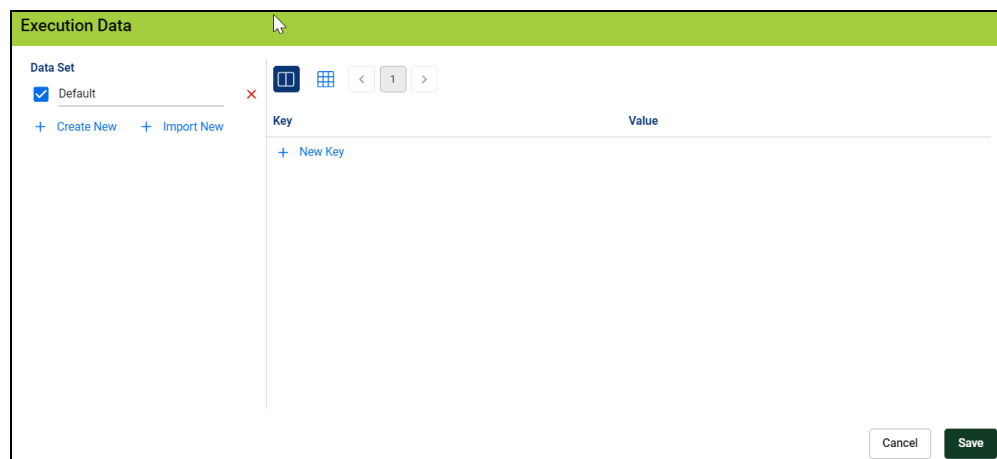 Execution Data
Data Set
Default
Create New Import New
1
Key Value
New Key
Cancel Save